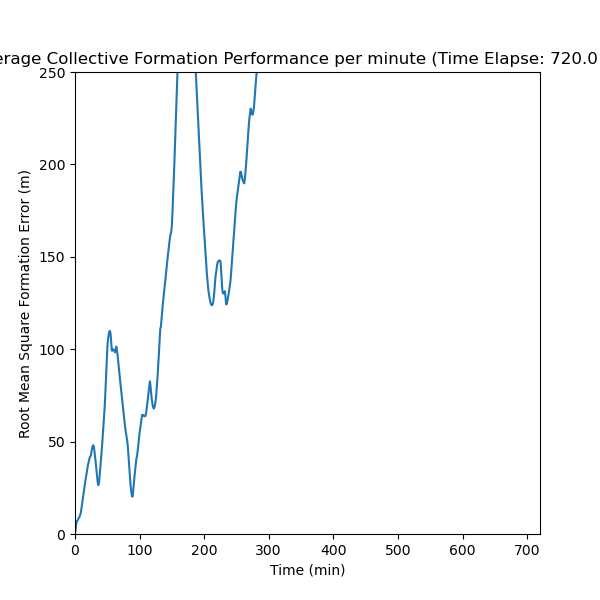 erage Collective Formation Performance per minute (Time Elapse: 720.0
250
200
150
100
50
0
Root Mean Square Formation Error (m)
0 100 200 300 400 500 600 700
Time (min)